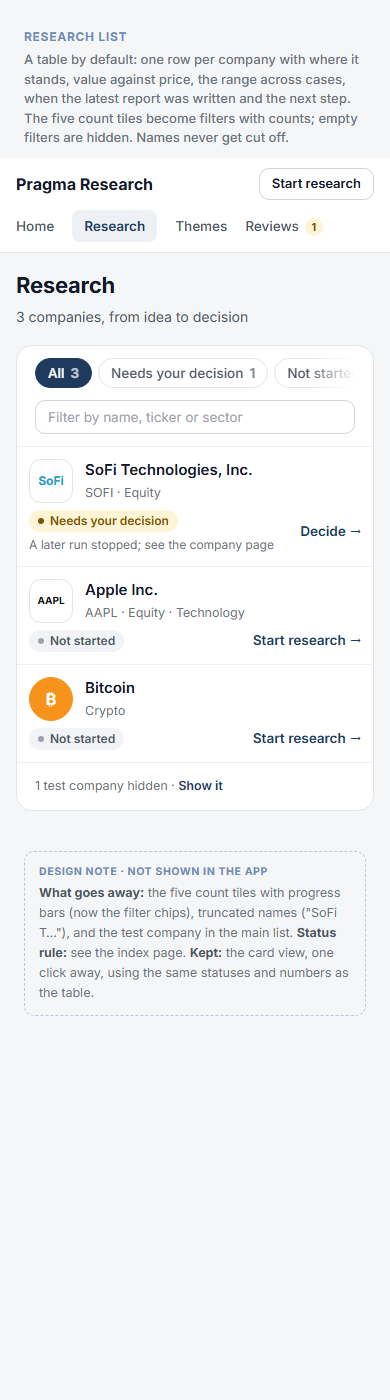 RESEARCH LIST
A table by default: one row per company with where it
stands, value against price, the range across cases,
when the latest report was written and the next step.
The five count tiles become filters with counts; empty
filters are hidden. Names never get cut off.
Pragma Research
Start research
Home Research Themes Reviews 1
Research
3 companies, from idea to decision
All 3 Needs your decision 1 Not starte
Filter by name, ticker or sector
SoFi
SoFi Technologies, Inc.
SOFI · Equity
Needs your decision
A later run stopped; see the company page
Decide →
AAPL
Apple Inc.
AAPL · Equity · Technology
Not started
Start research →
₿
Bitcoin
Crypto
Not started
Start research →
1 test company hidden · Show it
DESIGN NOTE · NOT SHOWN IN THE APP
What goes away: the five count tiles with progress
bars (now the filter chips), truncated names ("SoFi
T..."), and the test company in the main list. Status
rule: see the index page. Kept: the card view, one
click away, using the same statuses and numbers as
the table.